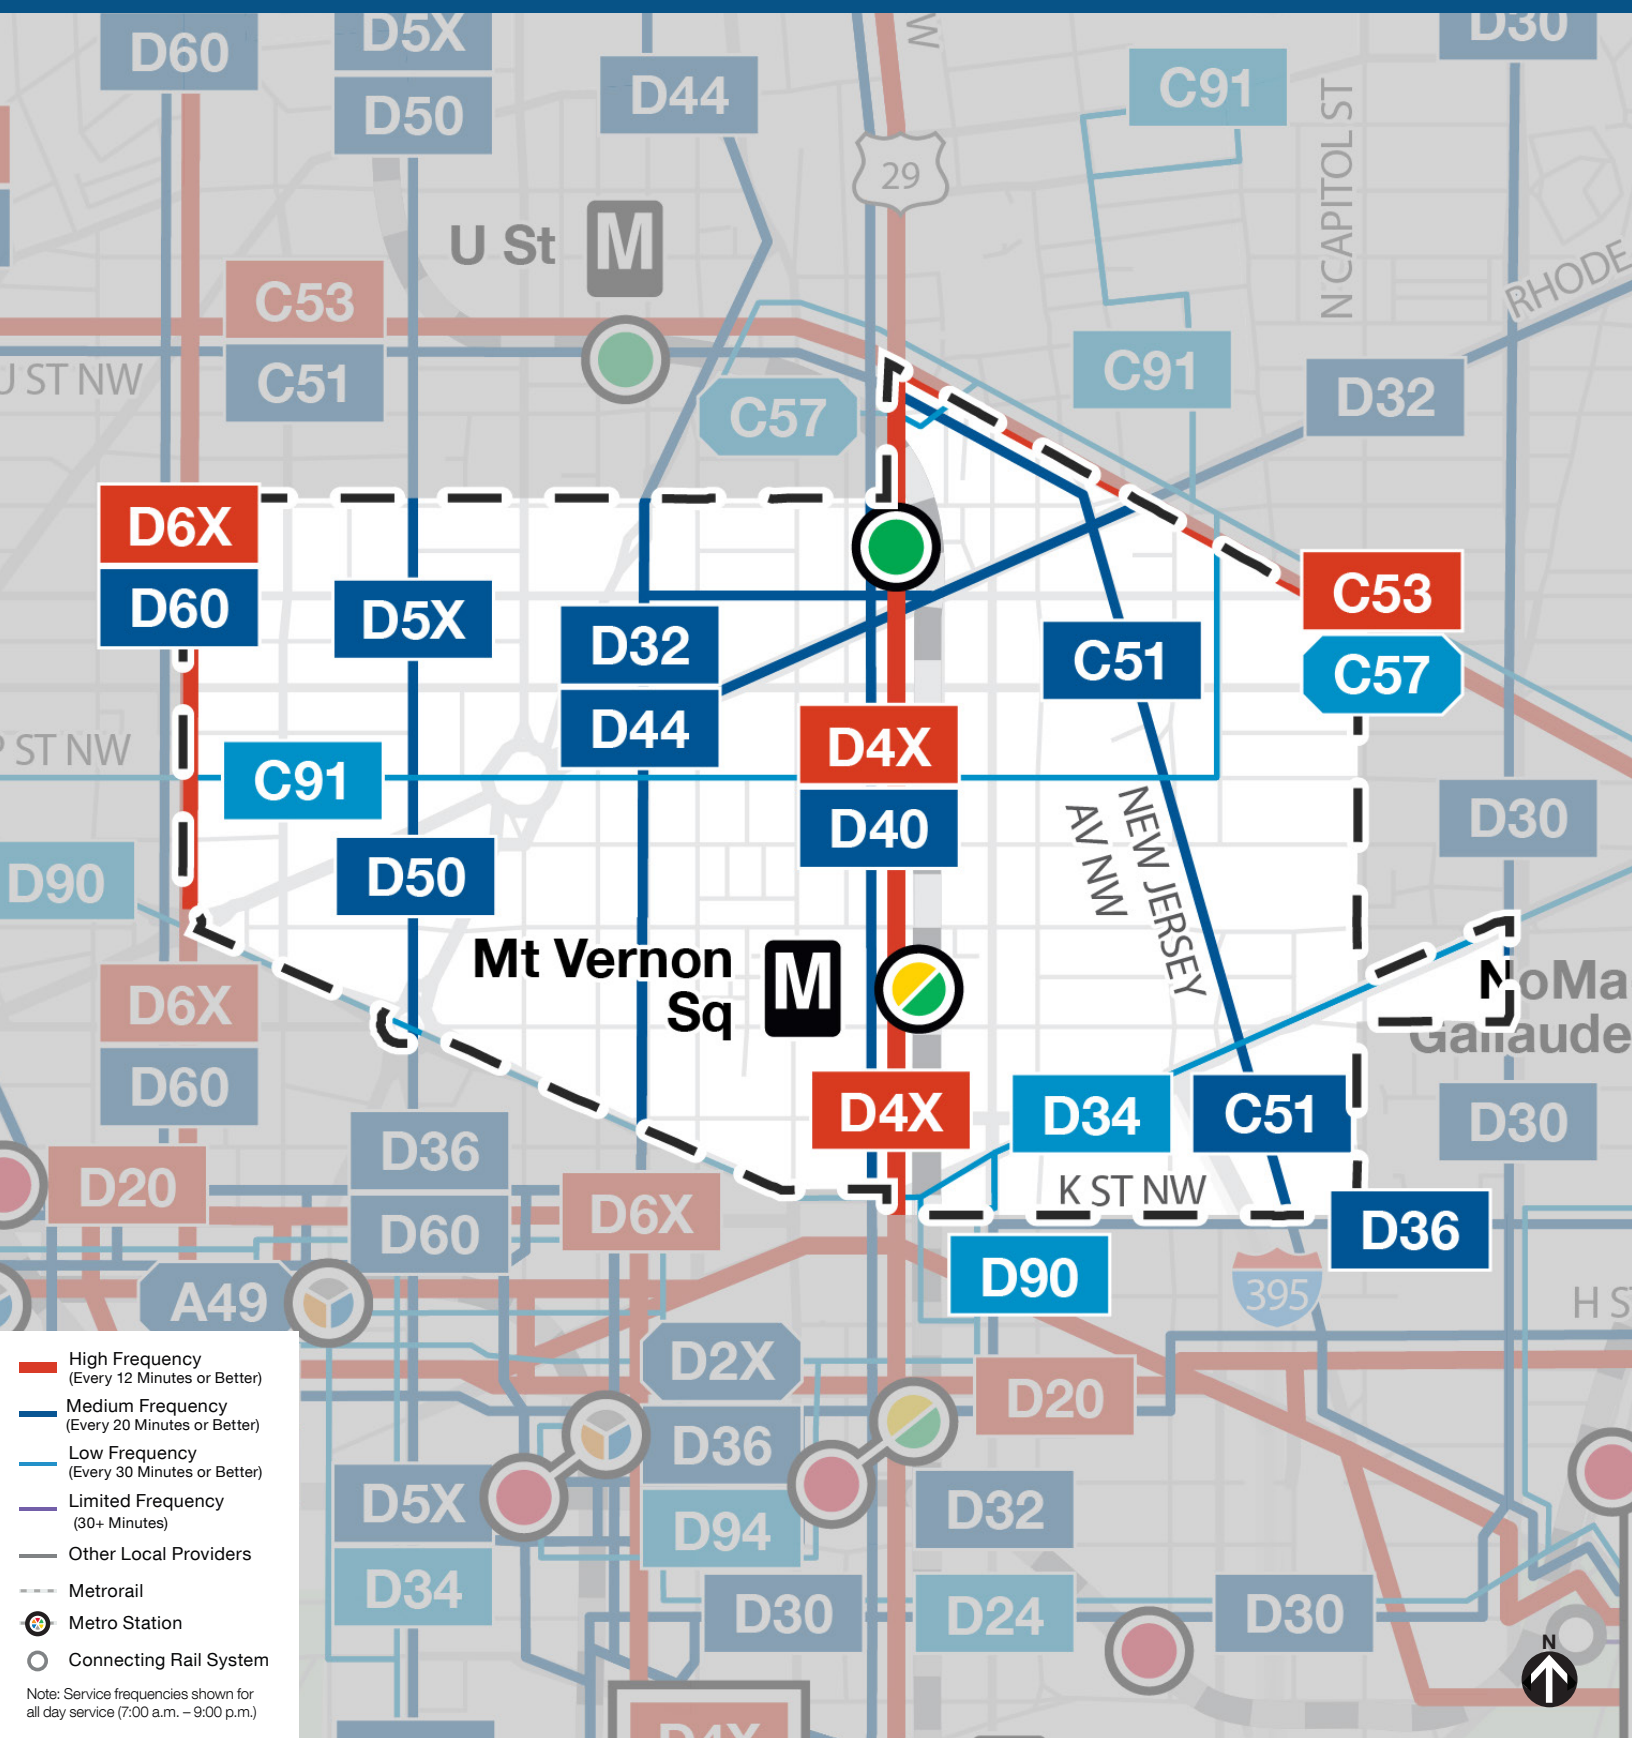 D60
D5X
D50
D44
W
C91
D30
29
N CAPITOL ST
RHODE
U St
M
C53
C51
U ST NW
C57
C91
D32
D6X
D60
D5X
D32
D44
C51
C53
C57
P ST NW
C91
D4X
D40
D30
D50
D90
NEW JERSEY
AV NW
Mt Vernon
Sq
M
NoMa
Gallaude
D6X
D60
D4X
D34
C51
D30
D36
D20
D60
D6X
K ST NW
D36
D90
A49
395
H ST
D2X
D20
D36
D5X
D94
D32
D34
D30
D24
D30
D4X
High Frequency
(Every 12 Minutes or Better)
Medium Frequency
(Every 20 Minutes or Better)
Low Frequency
(Every 30 Minutes or Better)
Limited Frequency
(30+ Minutes)
Other Local Providers
Metrorail
Metro Station
Connecting Rail System
Note: Service frequencies shown for
all day service (7:00 a.m. – 9:00 p.m.)
N